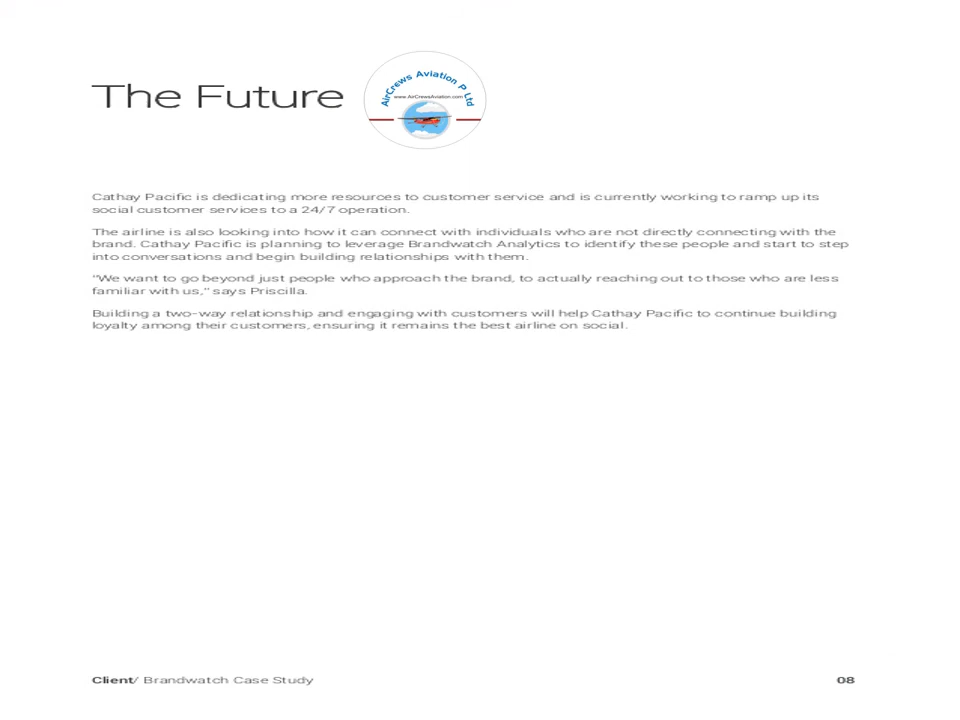 The Future
AirCrews Aviation P Ltd
www.AirCrewsAviation.com
Cathay Pacific is dedicating more resources to customer service and is currently working to ramp up its
social customer services to a 24/7 operation.
The airline is also looking into how it can connect with individuals who are not directly connecting with the
brand. Cathay Pacific is planning to leverage Brandwatch Analytics to identify these people and start to step
into conversations and begin building relationships with them.
"We want to go beyond just people who approach the brand, to actually reaching out to those who are less
familiar with us," says Priscilla.
Building a two-way relationship and engaging with customers will help Cathay Pacific to continue building
loyalty among their customers, ensuring it remains the best airline on social.
Client/ Brandwatch Case Study
08